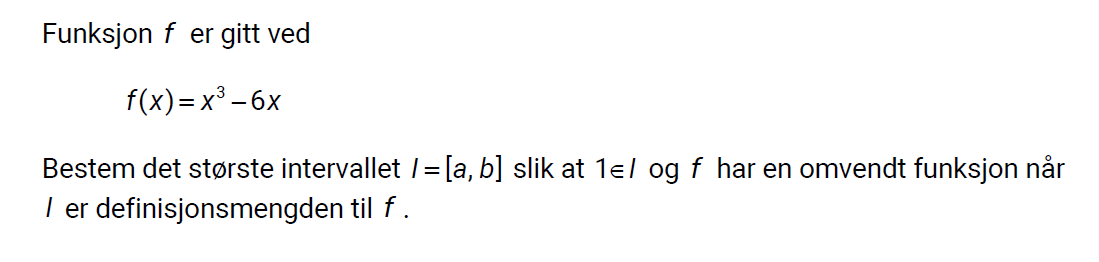 Funksjon f er gitt ved
f(x)=x³−6x
Bestem det største intervallet I=[a, b] slik at 1∈I og f har en omvendt funksjon når
I er definisjonsmengden til f .